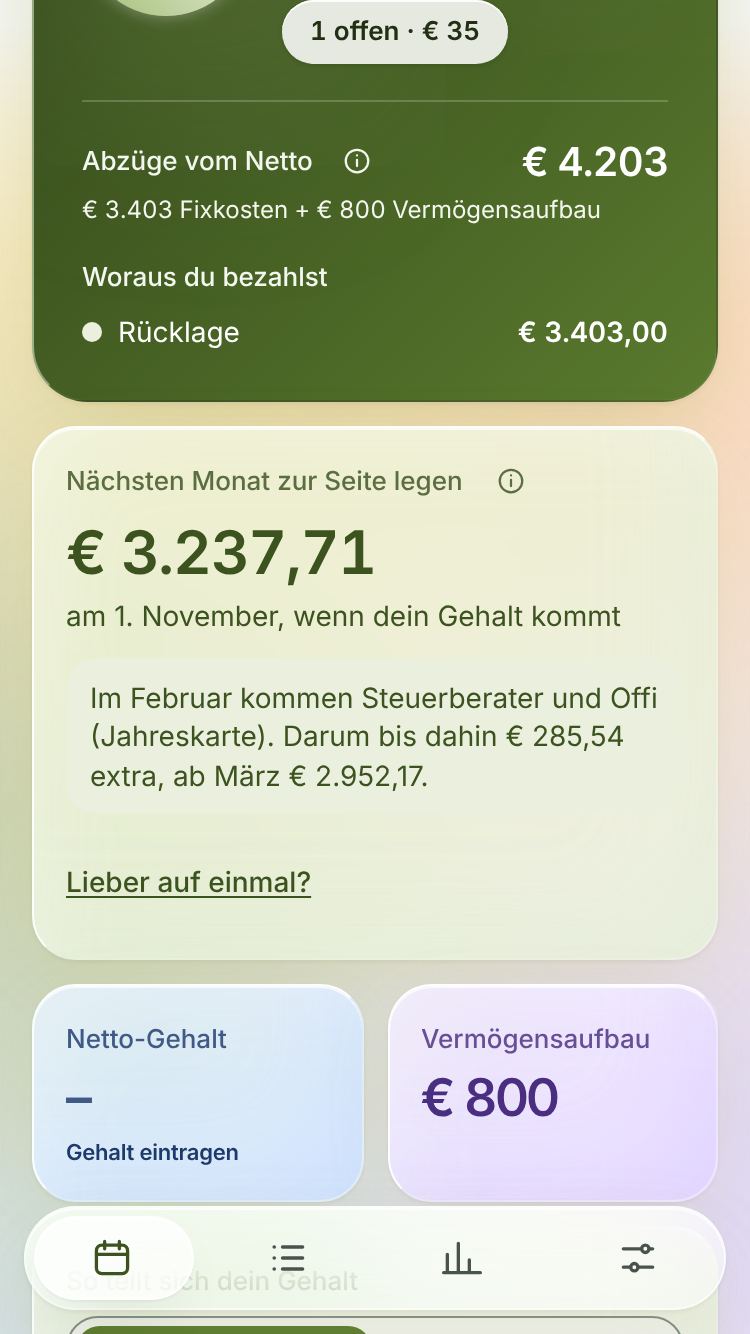 1 offen · € 35
Abzüge vom Netto
€ 4.203
€ 3.403 Fixkosten + € 800 Vermögensaufbau
Woraus du bezahlst
Rücklage
€ 3.403,00
Nächsten Monat zur Seite legen
€ 3.237,71
am 1. November, wenn dein Gehalt kommt
Im Februar kommen Steuerberater und Offi
(Jahreskarte). Darum bis dahin € 285,54
extra, ab März € 2.952,17.
Lieber auf einmal?
Netto-Gehalt
–
Gehalt eintragen
Vermögensaufbau
€ 800
So teilt sich dein Gehalt